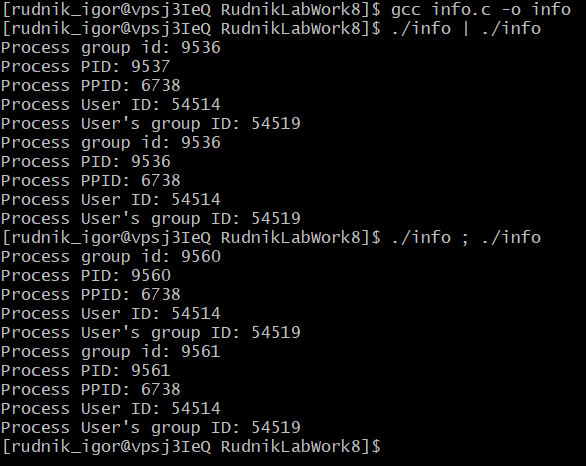 [rudnik_igor@vpsj3IeQ RudnikLabWork8]$ gcc info.c -o info
[rudnik_igor@vpsj3IeQ RudnikLabWork8]$ ./info | ./info
Process group id: 9536
Process PID: 9537
Process PPID: 6738
Process User ID: 54514
Process User's group ID: 54519
Process group id: 9536
Process PID: 9536
Process PPID: 6738
Process User ID: 54514
Process User's group ID: 54519
[rudnik_igor@vpsj3IeQ RudnikLabWork8]$ ./info ; ./info
Process group id: 9560
Process PID: 9560
Process PPID: 6738
Process User ID: 54514
Process User's group ID: 54519
Process group id: 9561
Process PID: 9561
Process PPID: 6738
Process User ID: 54514
Process User's group ID: 54519
[rudnik_igor@vpsj3IeQ RudnikLabWork8]$